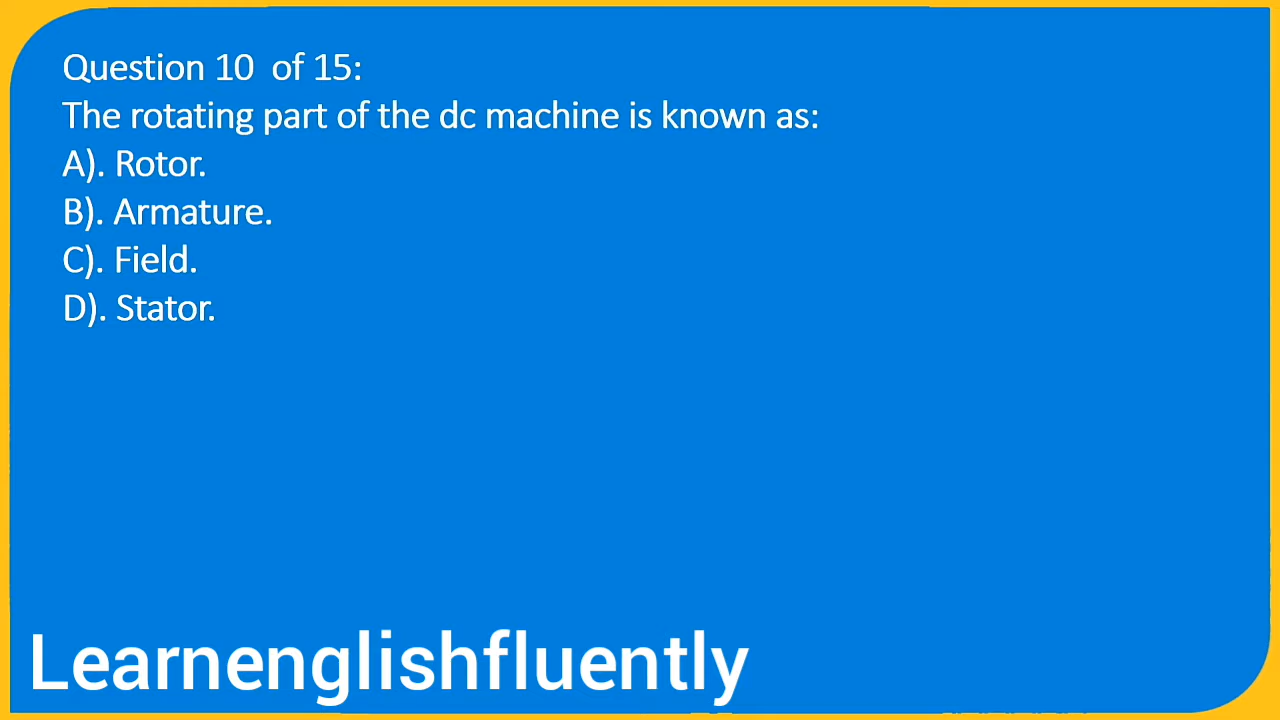 Question 10  of 15:
The rotating part of the dc machine is known as:
A). Rotor.
B). Armature.
C). Field.
D). Stator.
Learnenglishfluently